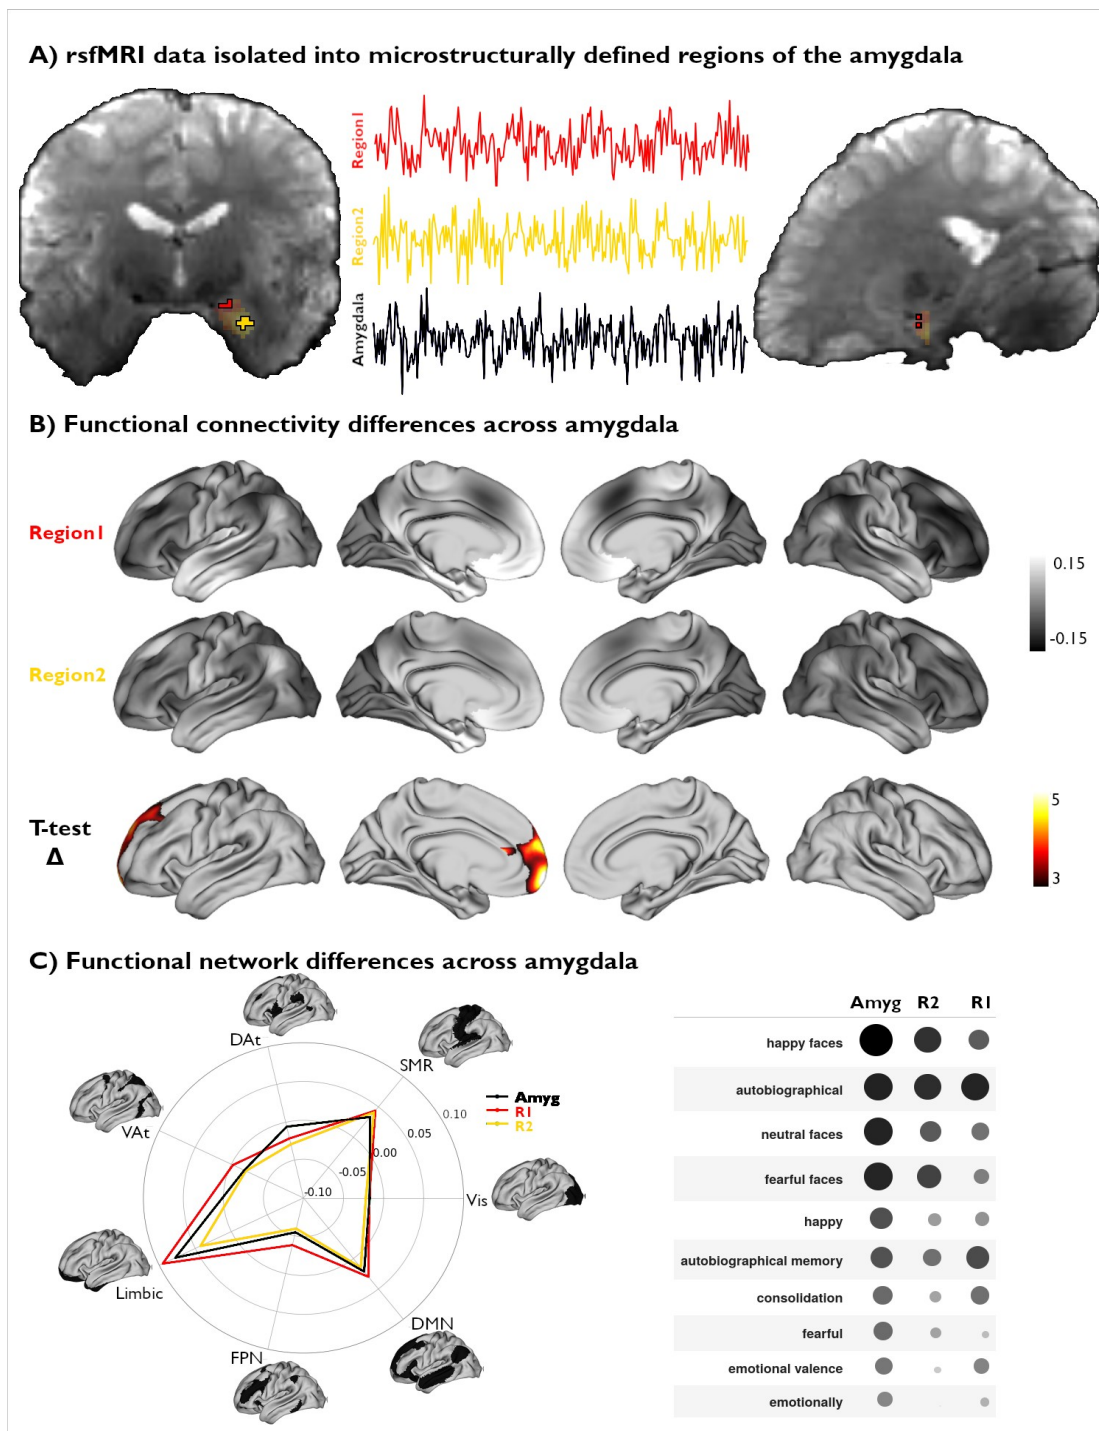 A) rsfMRI data isolated into microstructurally defined regions of the amygdala
Region1
Region2
Amygdala
B) Functional connectivity differences across amygdala
Region1
0.15
-0.15
Region2
T-test
Δ
5
3
C) Functional network differences across amygdala
DAt
SMR
VAt
Amyg
R1
R2
0.10
0.05
0.00
-0.05
-0.10
Vis
Limbic
DMN
FPN
Amyg R2 R1
happy faces
autobiographical
neutral faces
fearful faces
happy
autobiographical memory
consolidation
fearful
emotional valence
emotionally